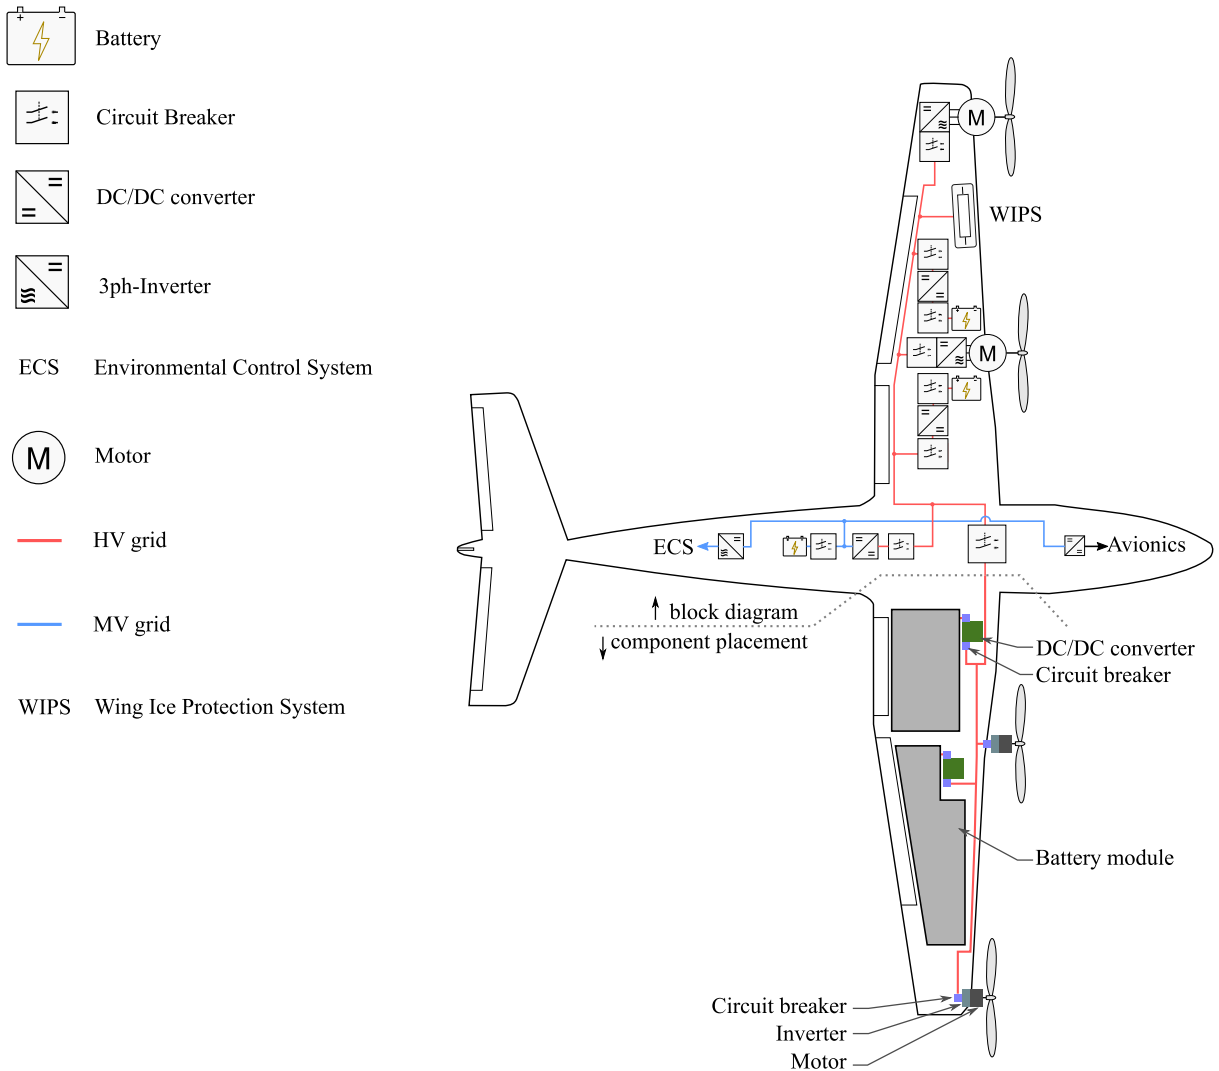 Battery
Circuit Breaker
DC/DC converter
3ph-Inverter
ECS Environmental Control System
M Motor
HV grid
MV grid
WIPS Wing Ice Protection System
M
WIPS
M
ECS
Avionics
block diagram
component placement
DC/DC converter
Circuit breaker
Battery module
Circuit breaker
Inverter
Motor